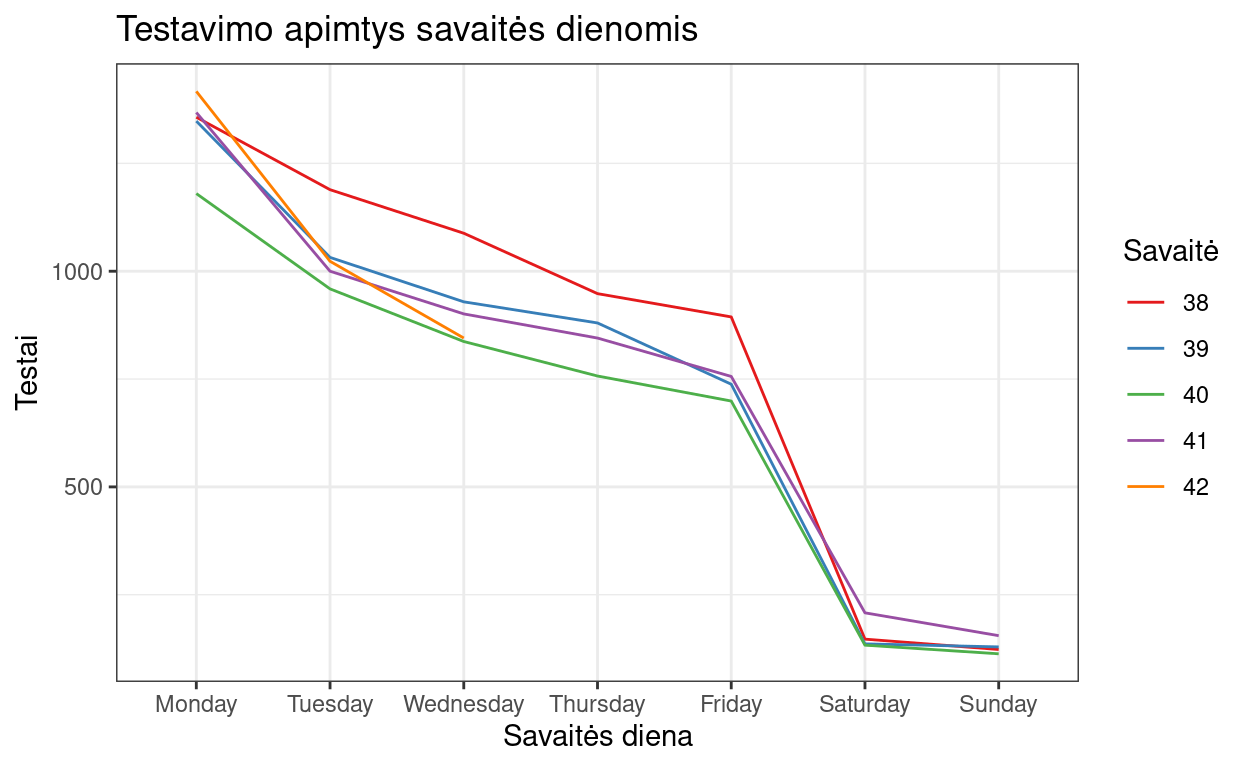 Testavimo apimtys savaitės dienomis
Testai
1000
500
Monday Tuesday Wednesday Thursday Friday Saturday Sunday
Savaitės diena
Savaitė
38
39
40
41
42